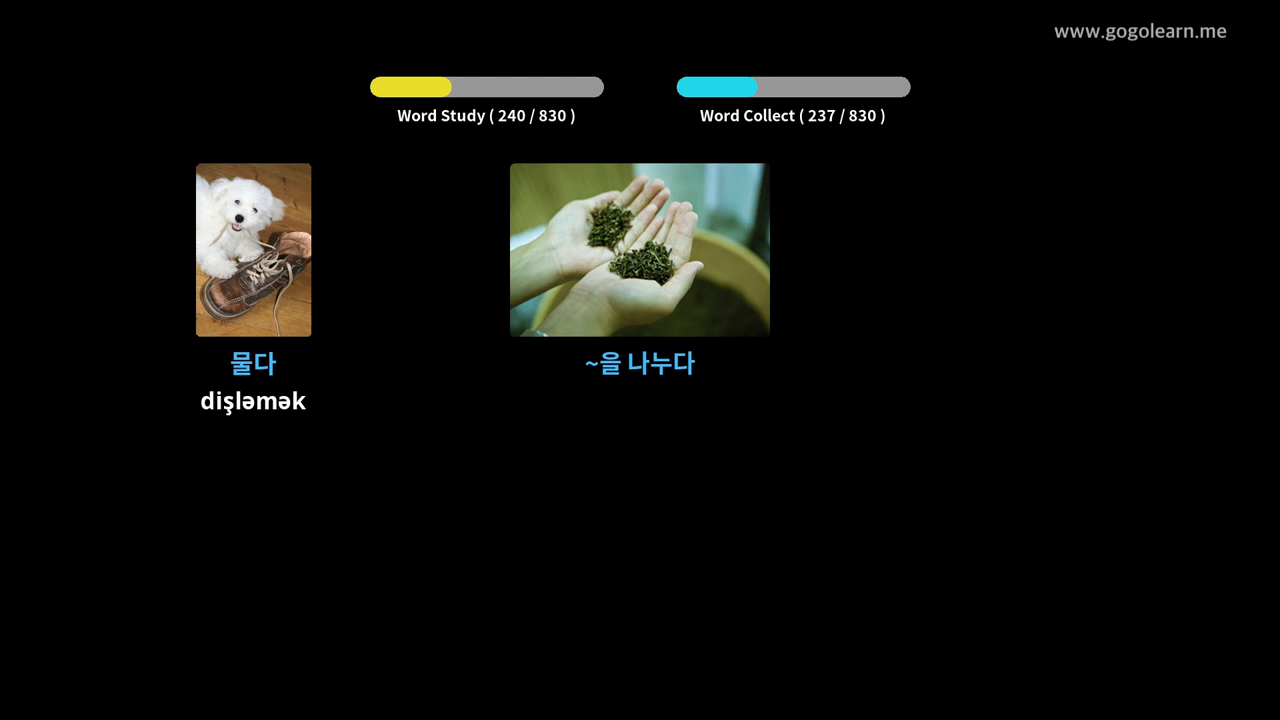 www.gogolearn.me
Word Study ( 240 / 830 )
Word Collect ( 237 / 830 )
물다
dişləmək
~을 나누다